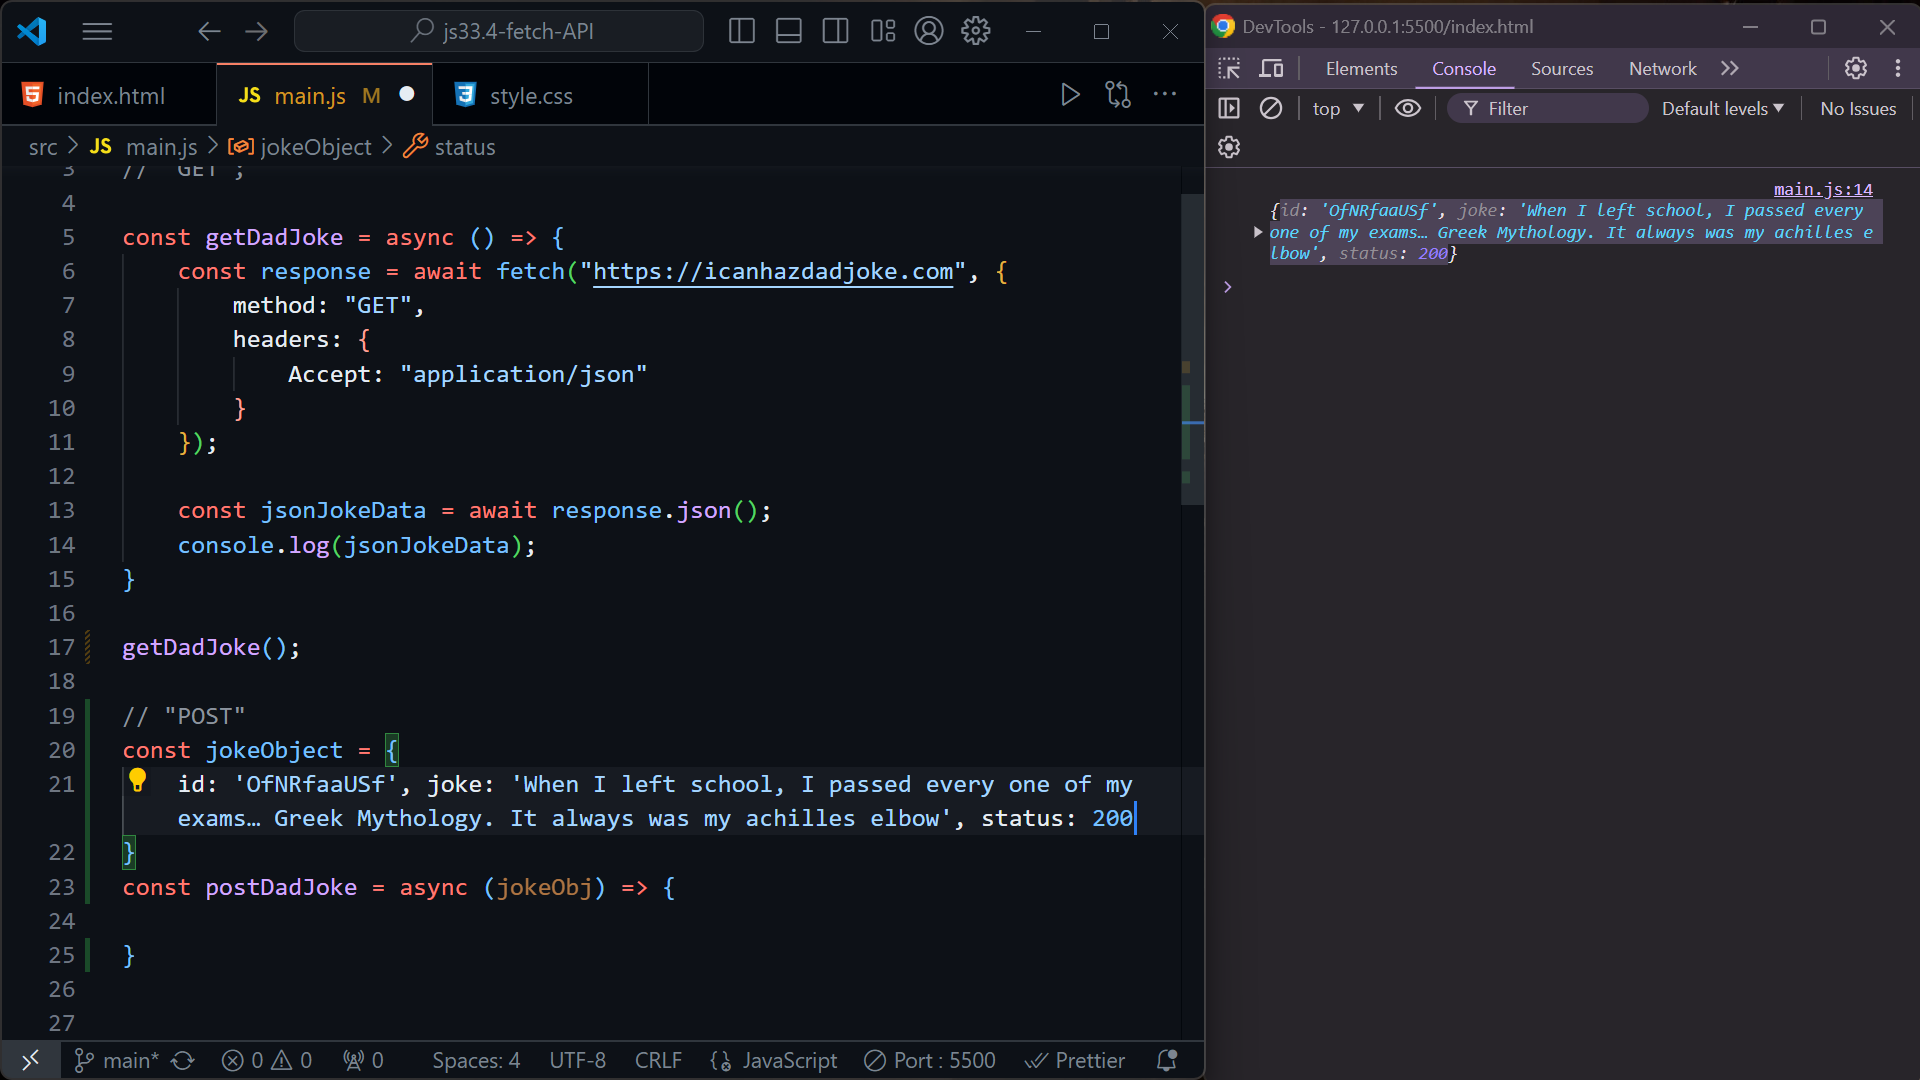 js33.4-fetch-API
index.html
JS main.js M
style.css
src > JS main.js > jokeObject > status
3 // "GET";
4
5 const getDadJoke = async () => {
6 const response = await fetch("https://icanhazdadjoke.com", {
7 method: "GET",
8 headers: {
9 Accept: "application/json"
10 }
11 });
12
13 const jsonJokeData = await response.json();
14 console.log(jsonJokeData);
15 }
16
17 getDadJoke();
18
19 // "POST"
20 const jokeObject = {
21 id: 'OfNRfaaUSf', joke: 'When I left school, I passed every one of my
exams… Greek Mythology. It always was my achilles elbow', status: 200
22 }
23 const postDadJoke = async (jokeObj) => {
24
25 }
26
27
main* 0 0 0 Spaces: 4 UTF-8 CRLF JavaScript Port : 5500 Prettier
DevTools - 127.0.0.1:5500/index.html
Elements Console Sources Network
top Filter Default levels No Issues
main.js:14
{id: 'OfNRfaaUSf', joke: 'When I left school, I passed every
one of my exams… Greek Mythology. It always was my achilles e
lbow', status: 200}